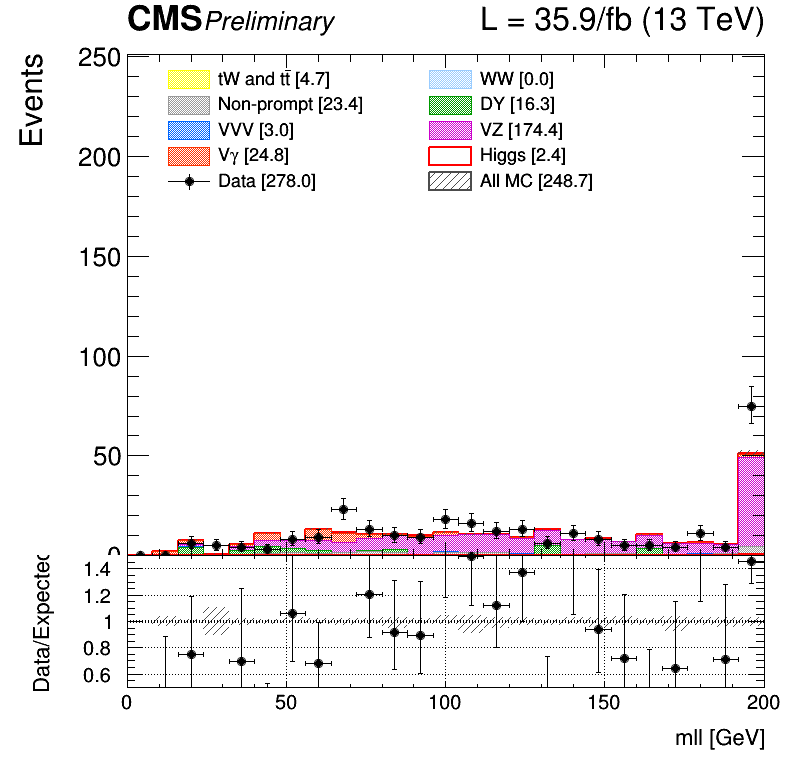 CMS Preliminary L = 35.9/fb (13 TeV)
Events
250
200
150
100
50
0
tW and tt̄ [4.7]
Non-prompt [23.4]
VVV [3.0]
Vγ [24.8]
Data [278.0]
WW [0.0]
DY [16.3]
VZ [174.4]
Higgs [2.4]
All MC [248.7]
Data/Expected
1.4
1.2
1
0.8
0.6
0 50 100 150 200
mll [GeV]